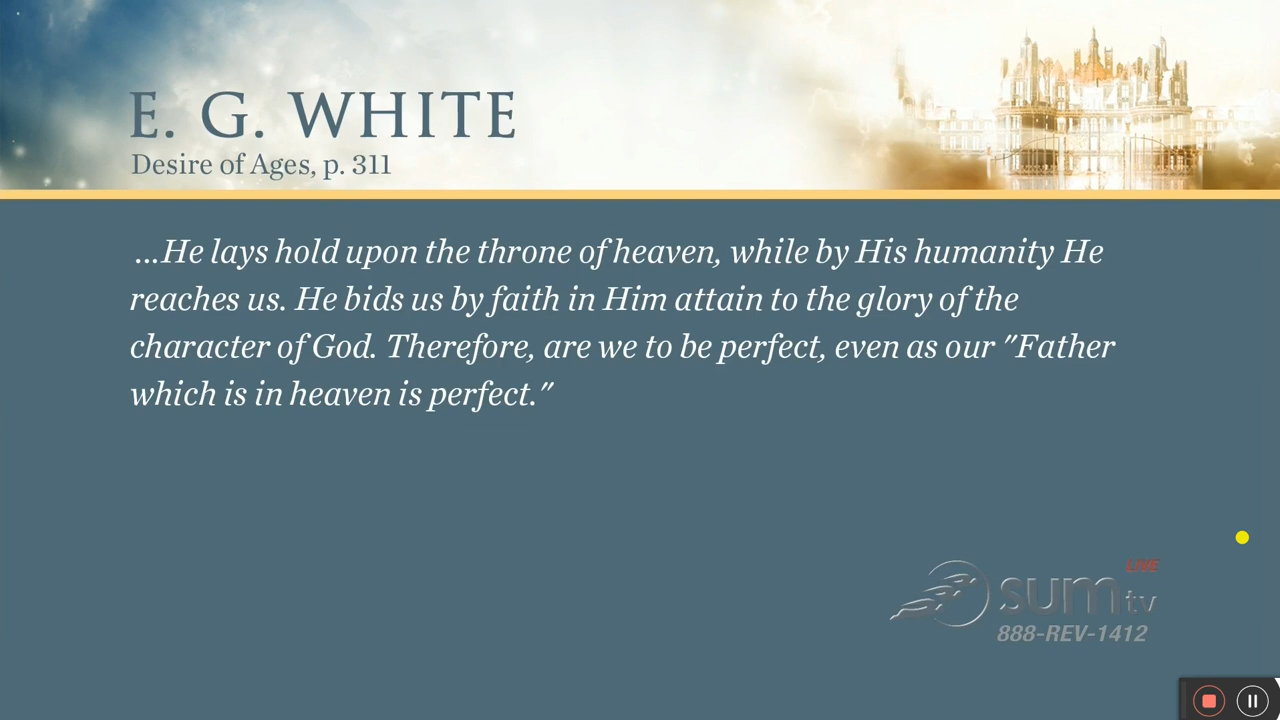 E. G. WHITE
Desire of Ages, p. 311
...He lays hold upon the throne of heaven, while by His humanity He
reaches us. He bids us by faith in Him attain to the glory of the
character of God. Therefore, are we to be perfect, even as our "Father
which is in heaven is perfect."
LIVE
sum tv
888-REV-1412